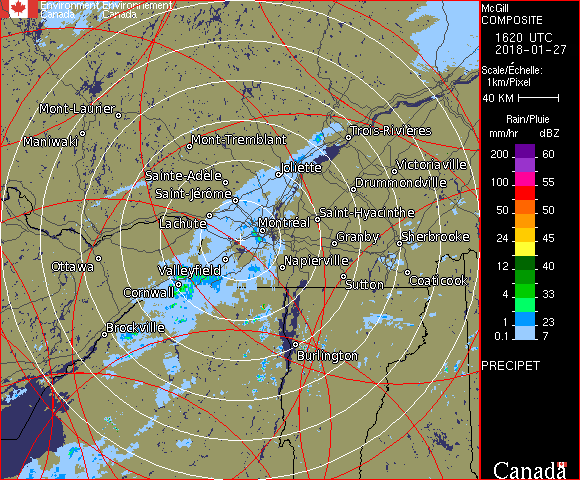 Environment Environnement
Canada Canada
McGill
COMPOSITE
1620 UTC
2018-01-27
Scale/Échelle:
1km/Pixel
40 KM
Rain/Pluie
mm/hr dBZ
200 60
100 55
50 50
24 45
12 40
4 33
1 23
0.1 7
PRECIPET
Canada
Mont-Laurier
Maniwaki
Mont-Tremblant
Trois-Rivières
Sainte-Adèle
Joliette
Victoriaville
Saint-Jérôme
Drummondville
Lachute
Montréal
Saint-Hyacinthe
Granby
Sherbrooke
Ottawa
Valleyfield
Napierville
Cornwall
Sutton
Coaticook
Brockville
Burlington